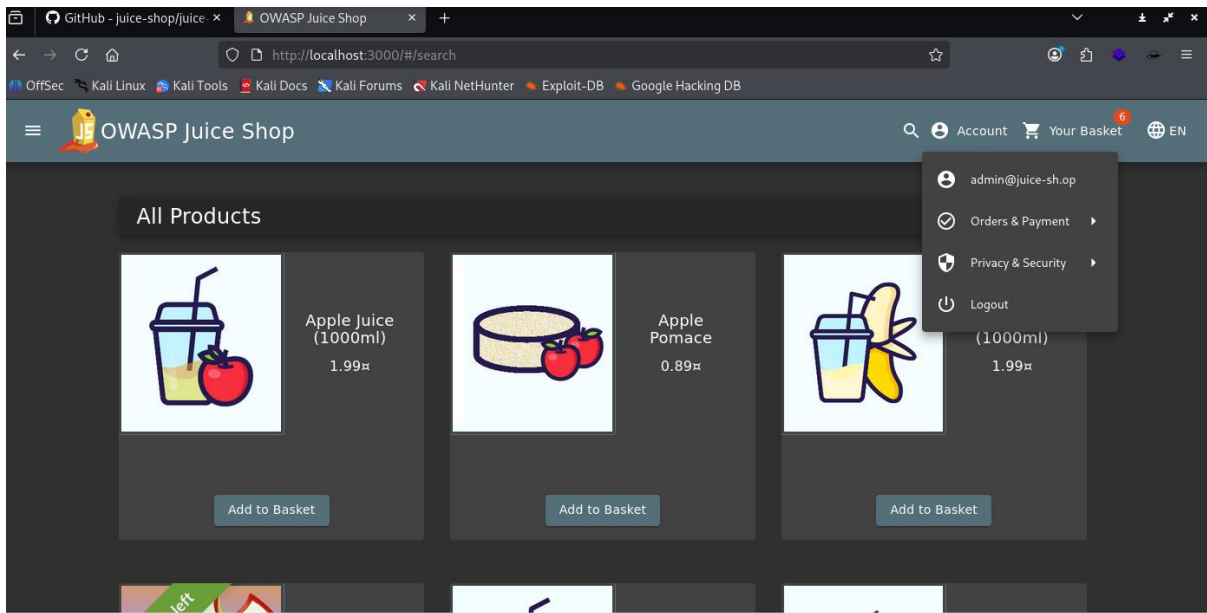 GitHub - juice-shop/juice-
OWASP Juice Shop
http://localhost:3000/#/search
OffSec Kali Linux Kali Tools Kali Docs Kali Forums Kali NetHunter Exploit-DB Google Hacking DB
JS OWASP Juice Shop
Account Your Basket 6 EN
admin@juice-sh.op
Orders & Payment
Privacy & Security
Logout
All Products
Apple Juice
(1000ml)
1.99¤
Apple
Pomace
0.89¤
(1000ml)
1.99¤
Add to Basket
Add to Basket
Add to Basket
left